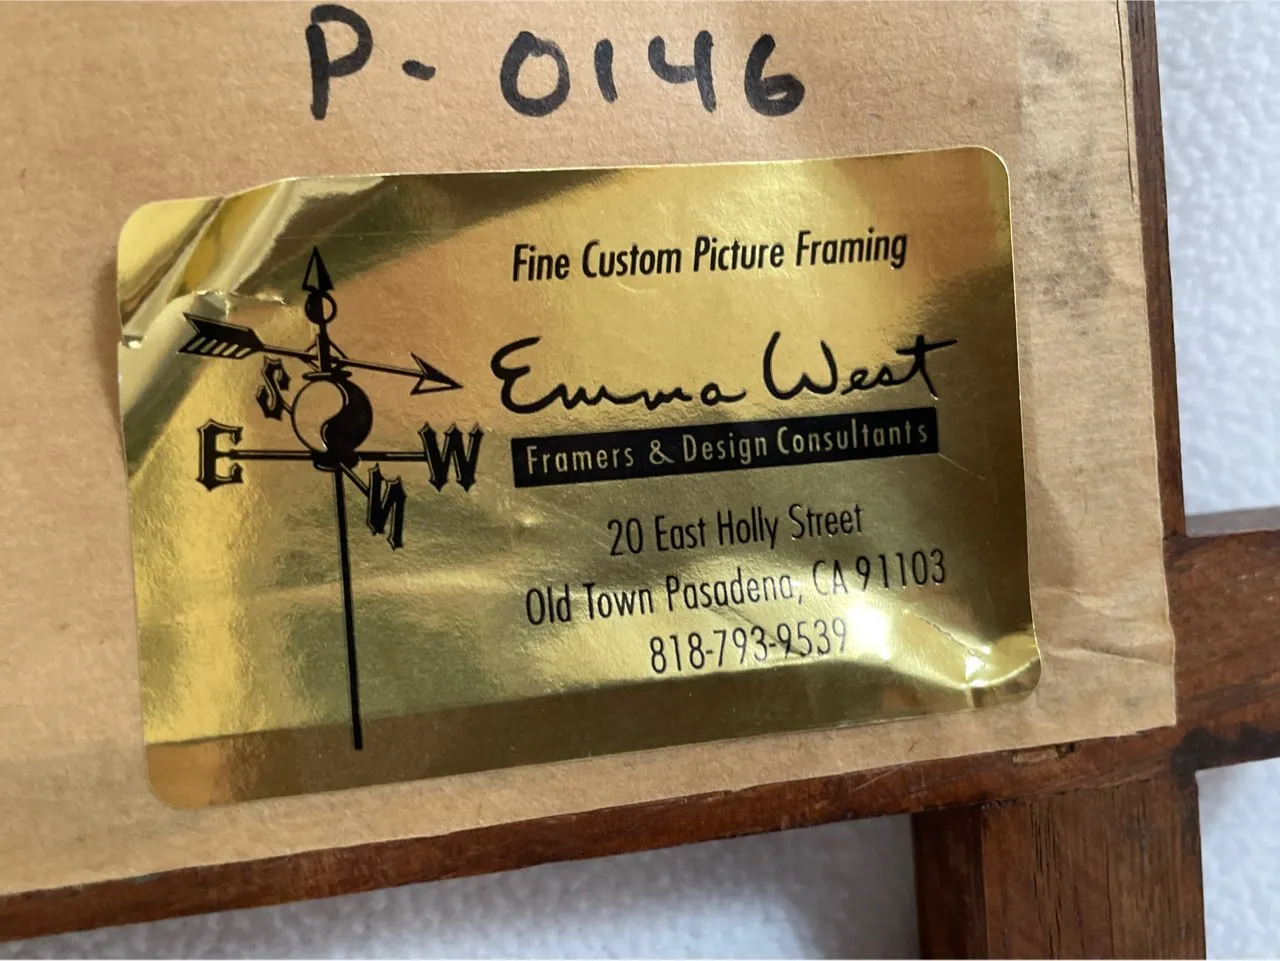 P-0146
Fine Custom Picture Framing
Emma West
Framers & Design Consultants
S
E W
N
20 East Holly Street
Old Town Pasadena, CA 91103
818-793-9539